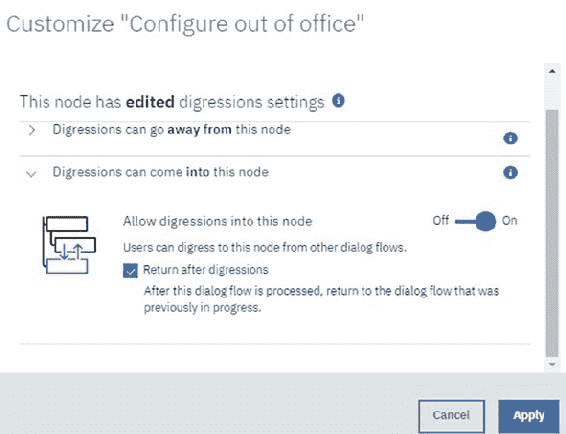 Customize "Configure out of office"
This node has edited digressions settings
Digressions can go away from this node
Digressions can come into this node
Allow digressions into this node
Off
On
Users can digress to this node from other dialog flows.
Return after digressions
After this dialog flow is processed, return to the dialog flow that was
previously in progress.
Cancel
Apply